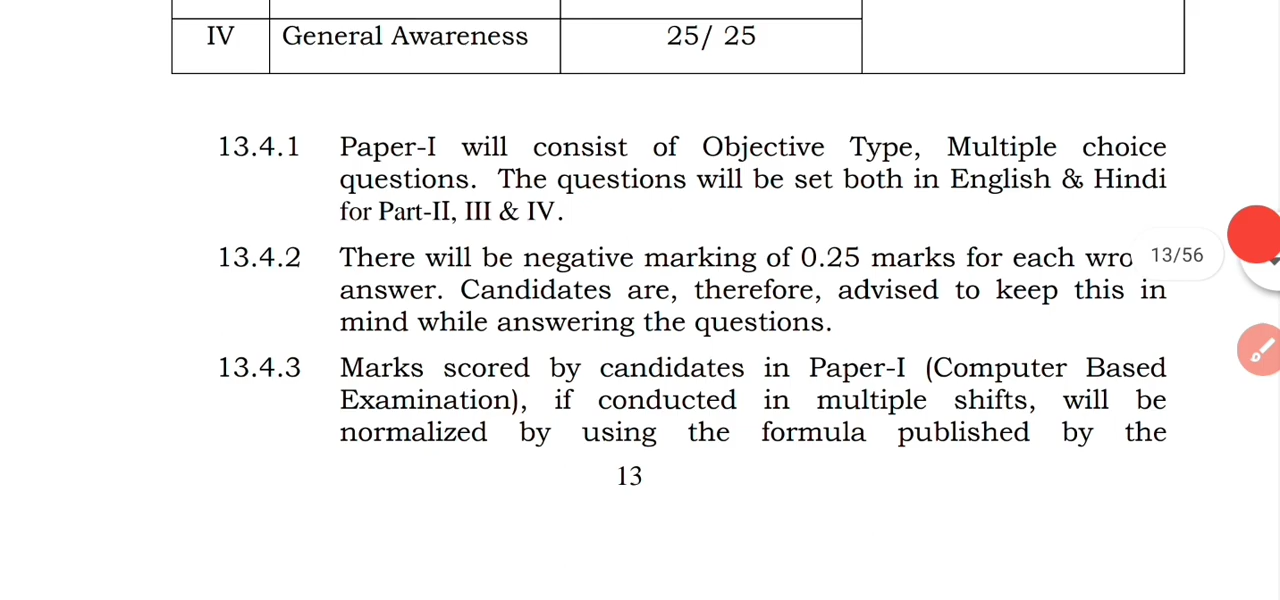 IV General Awareness 25/ 25
13.4.1 Paper-I will consist of Objective Type, Multiple choice
questions. The questions will be set both in English & Hindi
for Part-II, III & IV.
13.4.2 There will be negative marking of 0.25 marks for each
13/56
answer. Candidates are, therefore, advised to keep this in
mind while answering the questions.
13.4.3 Marks scored by candidates in Paper-I (Computer Based
Examination), if conducted in multiple shifts, will be
normalized by using the formula published by the
13